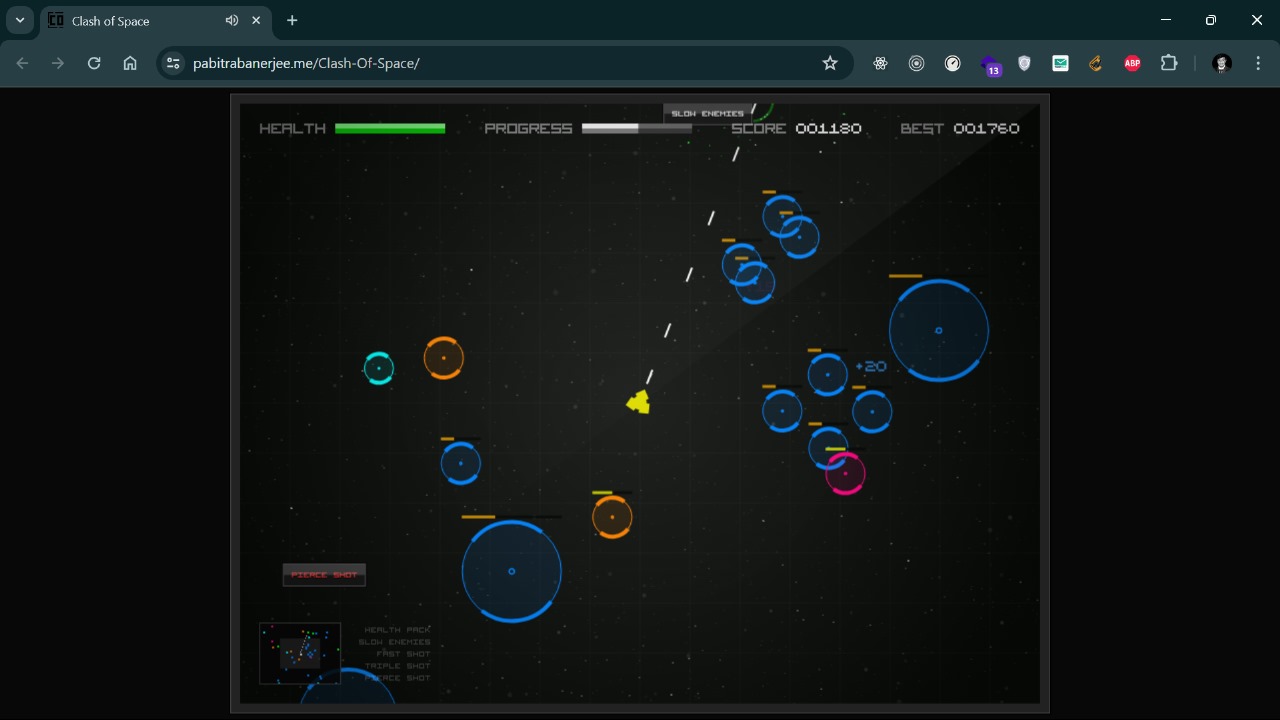 Clash of Space
pabitrabanerjee.me/Clash-Of-Space/
13
ABP
SLOW ENEMIES
HEALTH
PROGRESS
SCORE 001180
BEST 001760
+20
PIERCE SHOT
HEALTH PACK
SLOW ENEMIES
FAST SHOT
TRIPLE SHOT
PIERCE SHOT